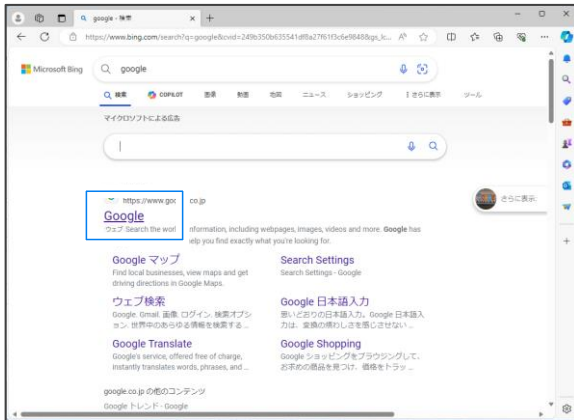 google - 検索
https://www.bing.com/search?q=google&cvid=249b350b635541df8a27f61f3c6e9848&gs_lc...
Microsoft Bing
google
検索 COPILOT 画像 動画 地図 ニュース ショッピング さらに表示 ツール
マイクロソフトによる広告
https://www.goo co.jp
さらに表示:
Google
ウェブ Search the worl nformation, including webpages, images, videos and more. Google has
elp you find exactly what you're looking for.
Google マップ
Find local businesses, view maps and get
driving directions in Google Maps.
Search Settings
Search Settings - Google
ウェブ検索
Google. Gmail. 画像. ログイン. 検索オプシ
ョン. 世界中のあらゆる情報を検索する ...
Google 日本語入力
思いどおりの日本語入力。Google 日本語入
力は、変換の煩わしさを感じさせない ...
Google Translate
Google's service, offered free of charge,
instantly translates words, phrases, and ...
Google Shopping
Google ショッピングをブラウジングして、
お求めの商品を見つけ、価格をトラッ ...
google.co.jp の他のコンテンツ
Google トレンド - Google